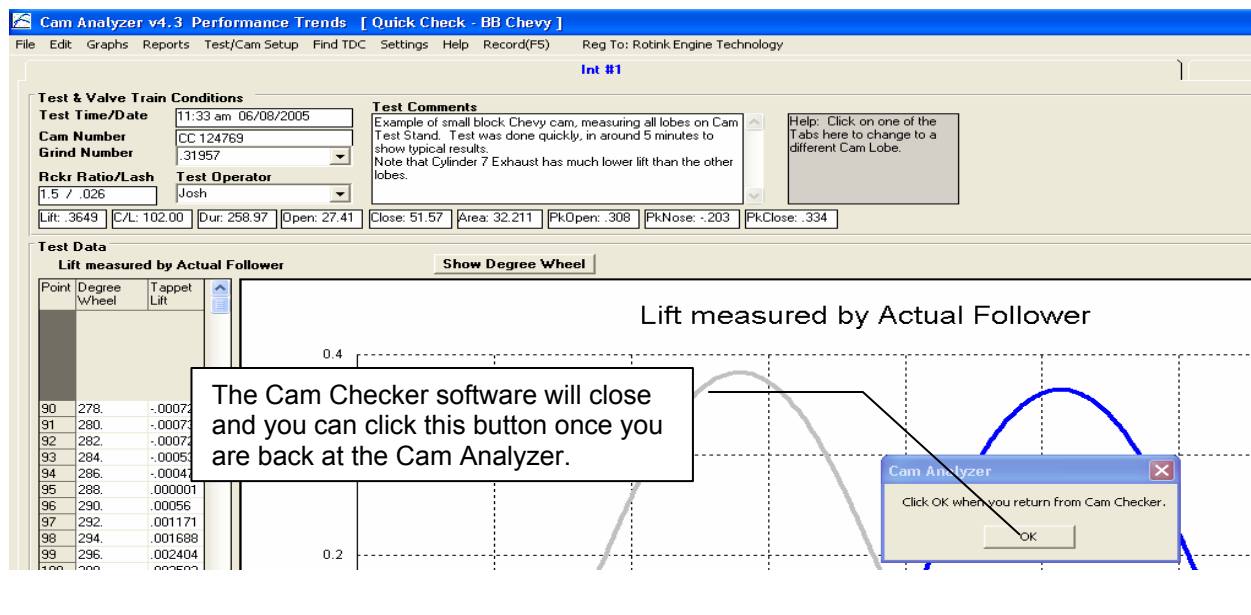 Cam Analyzer v4.3 Performance Trends [ Quick Check - BB Chevy ]
File Edit Graphs Reports Test/Cam Setup Find TDC Settings Help Record(F5) Reg To: Rotink Engine Technology
Int #1
Test & Valve Train Conditions
Test Time/Date 11:33 am 06/08/2005
Cam Number CC 124769
Grind Number .31957
Rckr Ratio/Lash Test Operator
1.5 / .026 Josh
Test Comments
Example of small block Chevy cam, measuring all lobes on Cam
Test Stand. Test was done quickly, in around 5 minutes to
show typical results.
Note that Cylinder 7 Exhaust has much lower lift than the other
lobes.
Help: Click on one of the
Tabs here to change to a
different Cam Lobe.
Lift: .3649 C/L: 102.00 Dur: 258.97 Open: 27.41 Close: 51.57 Area: 32.211 PkOpen: .308 PkNose: -.203 PkClose: .334
Test Data
Lift measured by Actual Follower Show Degree Wheel
Point Degree Wheel Tappet Lift
90 278. -.00072
91 280. -.00073
92 282. -.00072
93 284. -.00053
94 286. -.00047
95 288. .000001
96 290. .00056
97 292. .001171
98 294. .001688
99 296. .002404
Lift measured by Actual Follower
0.4
0.2
The Cam Checker software will close
and you can click this button once you
are back at the Cam Analyzer.
Cam Analyzer
Click OK when you return from Cam Checker.
OK